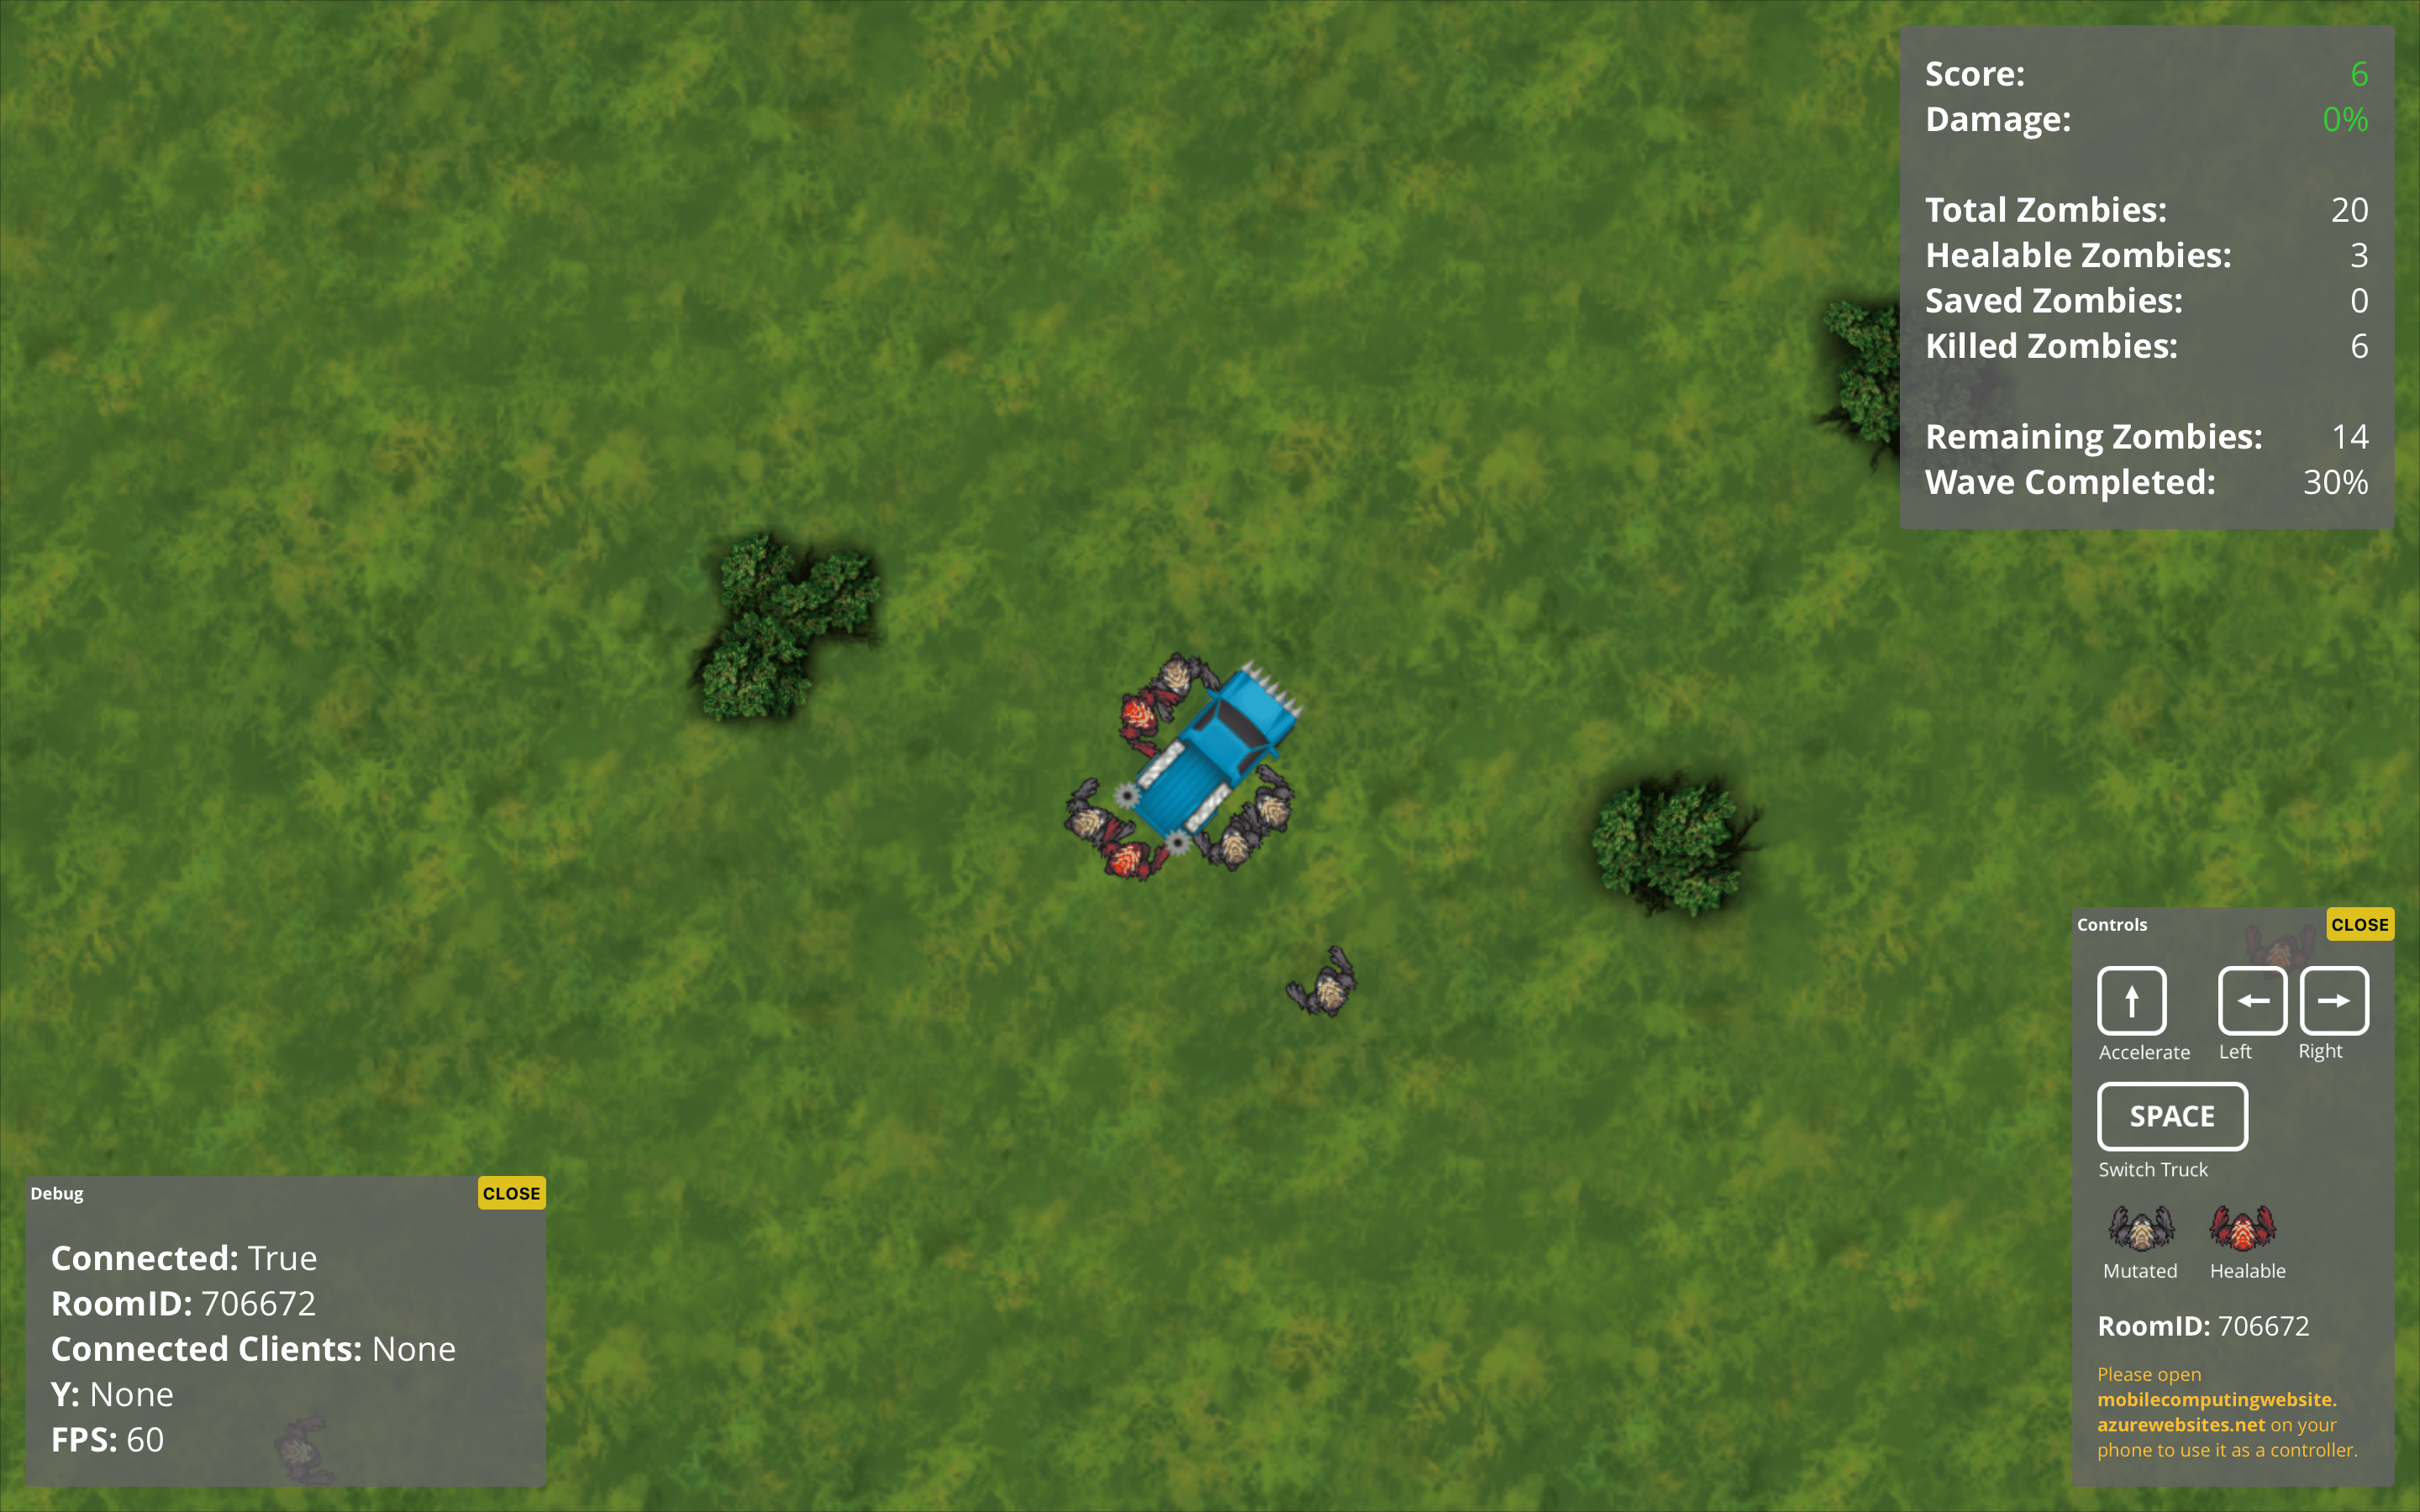 Score: 6
Damage: 0%
Total Zombies: 20
Healable Zombies: 3
Saved Zombies: 0
Killed Zombies: 6
Remaining Zombies: 14
Wave Completed: 30%
Controls CLOSE
Accelerate Left Right
SPACE
Switch Truck
Mutated Healable
RoomID: 706672
Please open
mobilecomputingwebsite.
azurewebsites.net on your
phone to use it as a controller.
Debug CLOSE
Connected: True
RoomID: 706672
Connected Clients: None
Y: None
FPS: 60